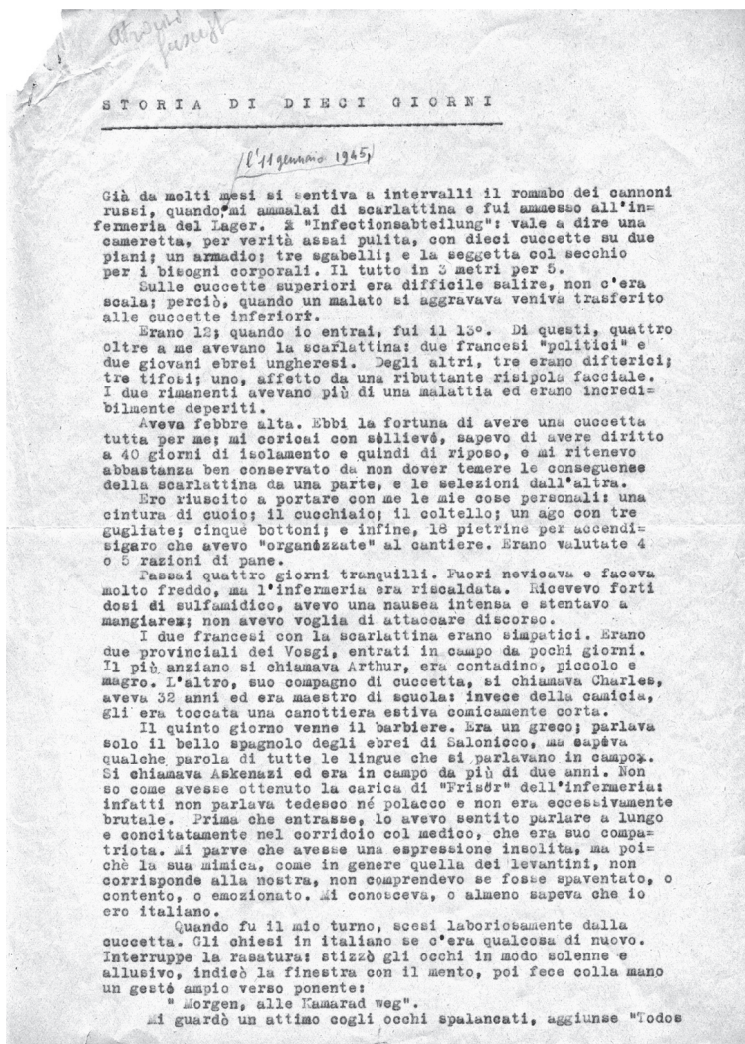 STORIA DI DIECI GIORNI
l'11 gennaio 1945,
Già da molti mesi si sentiva a intervalli il rombo dei cannoni
russi, quando, mi ammalai di scarlattina e fui ammesso all'in=
fermeria del Lager. "Infectionsabteilung": vale a dire una
cameretta, per verità assai pulita, con dieci cuccette su due
piani; un armadio; tre sgabelli; e la seggetta col secchio
per i bisogni corporali. Il tutto in 3 metri per 5.
Sulle cuccette superiori era difficile salire, non c'era
scala; perciò, quando un malato si aggravava veniva trasferito
alle cuccette inferiori.
Erano 12; quando io entrai, fui il 13°. Di questi, quattro
oltre a me avevano la scarlattina: due francesi "politici" e
due giovani ebrei ungheresi. Degli altri, tre erano difterici;
tre tifosi; uno, affetto da una ributtante risipola facciale.
I due rimanenti avevano più di una malattia ed erano incredi=
bilmente deperiti.
Aveva febbre alta. Ebbi la fortuna di avere una cuccetta
tutta per me; mi coricai con sollievo, sapevo di avere diritto
a 40 giorni di isolamento e quindi di riposo, e mi ritenevo
abbastanza ben conservato da non dover temere le conseguenze
della scarlattina da una parte, e le selezioni dall'altra.
Ero riuscito a portare con me le mie cose personali: una
cintura di cuoio; il cucchiaio; il coltello; un ago con tre
gugliate; cinque bottoni; e infine, 18 pietrine per accendi=
sigaro che avevo "organizzate" al cantiere. Erano valutate 4
o 5 razioni di pane.
Passai quattro giorni tranquilli. Fuori nevicava e faceva
molto freddo, ma l'infermeria era riscaldata. Ricevevo forti
dosi di sulfamidico, avevo una nausea intensa e stentavo a
mangiare; non avevo voglia di attaccare discorso.
I due francesi con la scarlattina erano simpatici. Erano
due provinciali dei Vosgi, entrati in campo da pochi giorni.
Il più anziano si chiamava Arthur, era contadino, piccolo e
magro. L'altro, suo compagno di cuccetta, si chiamava Charles,
aveva 32 anni ed era maestro di scuola: invece della camicia,
gli era toccata una canottiera estiva comicamente corta.
Il quinto giorno venne il barbiere. Era un greco; parlava
solo il bello spagnolo degli ebrei di Salonicco, ma sapeva
qualche parola di tutte le lingue che si parlavano in campo.
Si chiamava Askenazi ed era in campo da più di due anni. Non
so come avesse ottenuto la carica di "Frisör" dell'infermeria:
infatti non parlava tedesco né polacco e non era eccessivamente
brutale. Prima che entrasse, lo avevo sentito parlare a lungo
e concitatamente nel corridoio col medico, che era suo compa=
triota. Mi parve che avesse una espressione insolita, ma poi=
chè la sua mimica, come in genere quella dei levantini, non
corrisponde alla nostra, non comprendevo se fosse spaventato, o
contento, o emozionato. Mi conosceva, o almeno sapeva che io
ero italiano.
Quando fu il mio turno, scesi laboriosamente dalla
cuccetta. Gli chiesi in italiano se c'era qualcosa di nuovo.
Interruppe la rasatura: stizzò gli occhi in modo solenne e
allusivo, indicò la finestra con il mento, poi fece colla mano
un gesto ampio verso ponente:
" Morgen, alle Kamarad weg".
Mi guardò un attimo cogli occhi spalancati, aggiunse "Todos